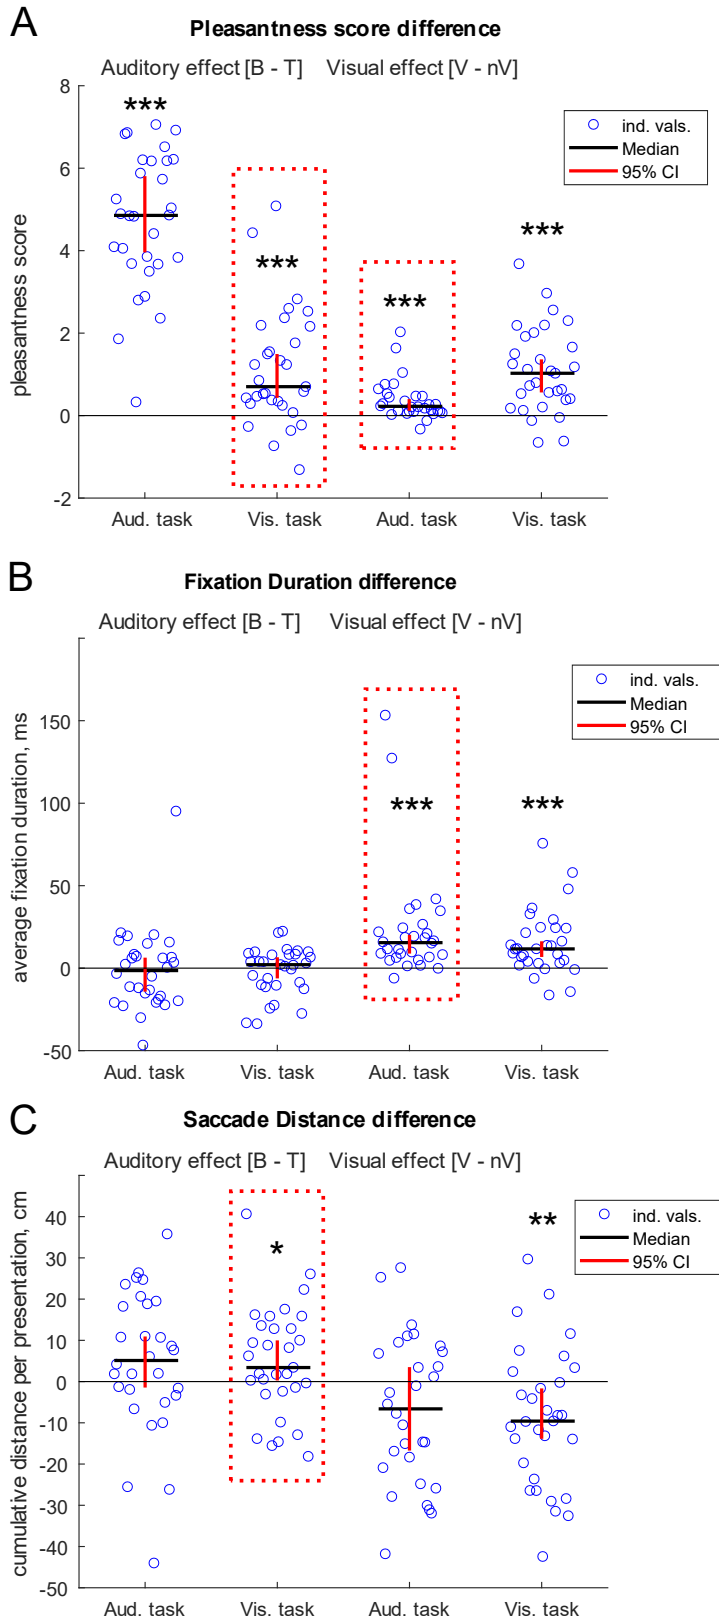 A
Pleasantness score difference
Auditory effect [B - T] Visual effect [V - nV]
pleasantness score
8
6
4
2
0
-2
***
***
***
***
ind. vals.
Median
95% CI
Aud. task Vis. task Aud. task Vis. task
B
Fixation Duration difference
Auditory effect [B - T] Visual effect [V - nV]
average fixation duration, ms
150
100
50
0
-50
***
***
ind. vals.
Median
95% CI
Aud. task Vis. task Aud. task Vis. task
C
Saccade Distance difference
Auditory effect [B - T] Visual effect [V - nV]
cumulative distance per presentation, cm
40
30
20
10
0
-10
-20
-30
-40
-50
*
**
ind. vals.
Median
95% CI
Aud. task Vis. task Aud. task Vis. task